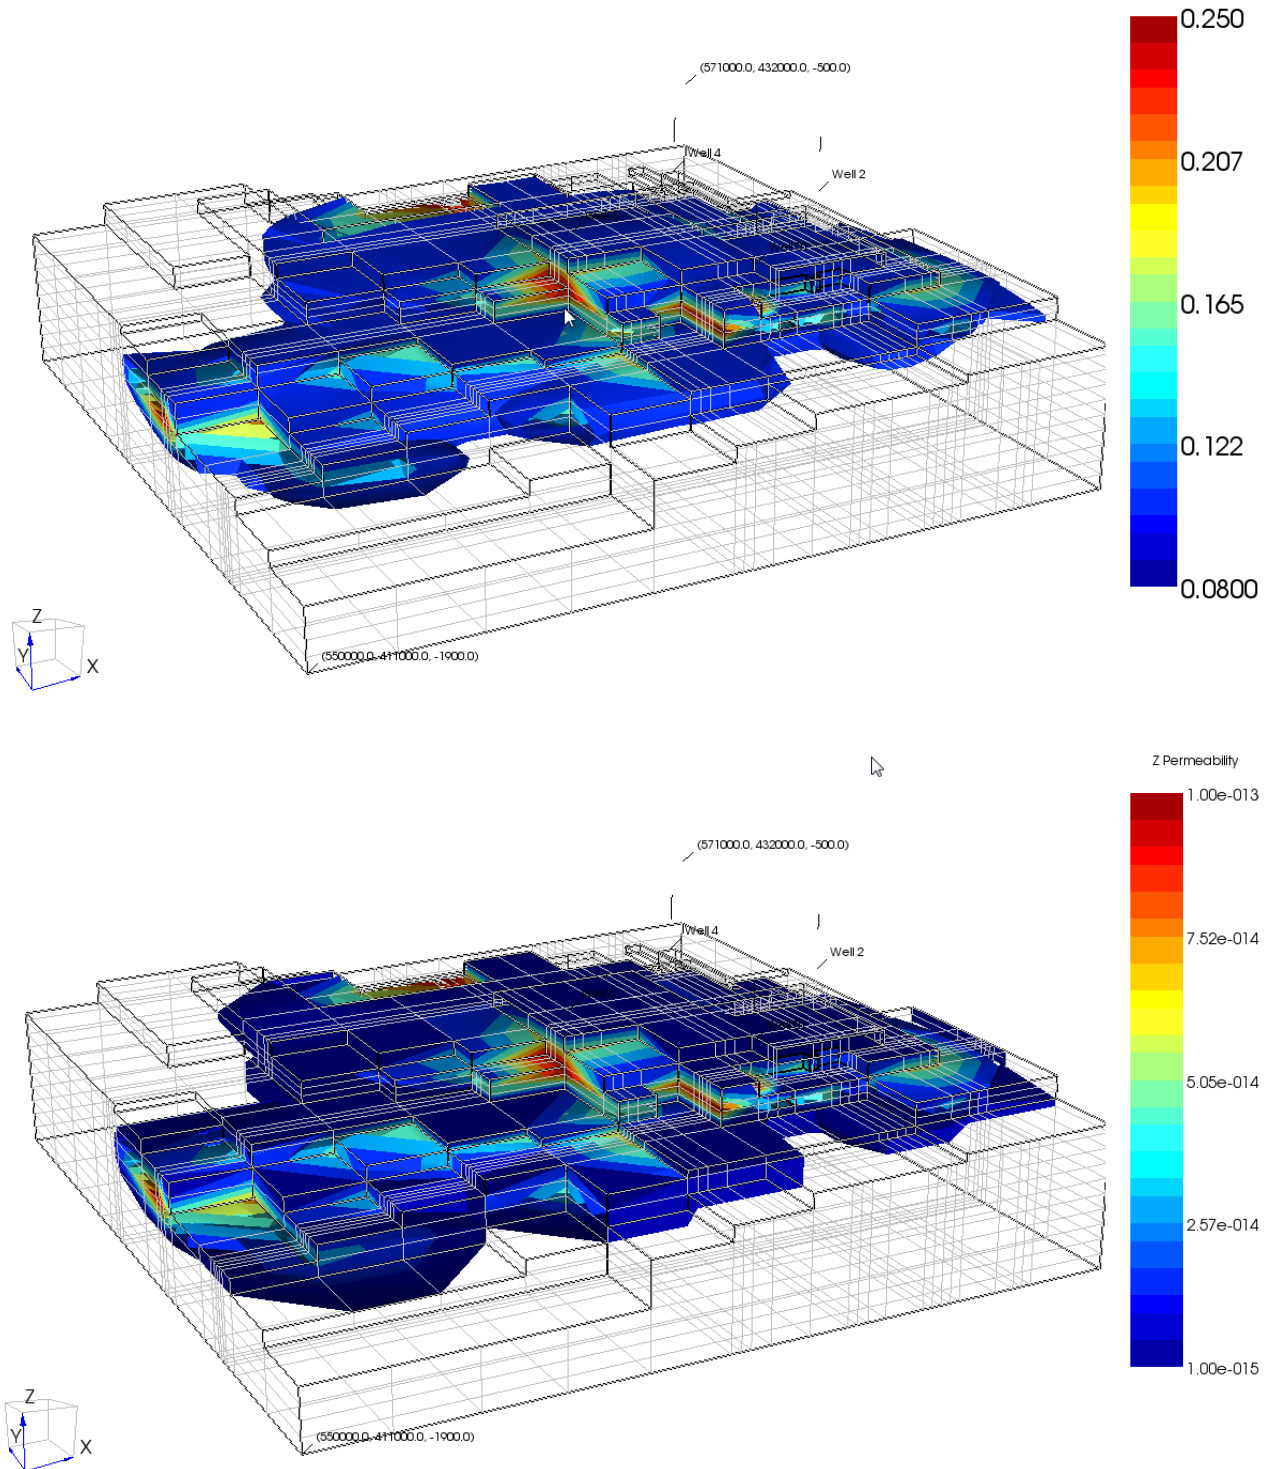 0.250
(571000.0, 432000.0, -500.0)
Well 4
0.207
Well 2
0.165
0.122
0.0800
Z
Y
X
(550000.0, 411000.0, -1900.0)
Z Permeability
1.00e-013
(571000.0, 432000.0, -500.0)
Well 4
7.52e-014
Well 2
5.05e-014
2.57e-014
1.00e-015
Z
Y
X
(550000.0, 411000.0, -1900.0)